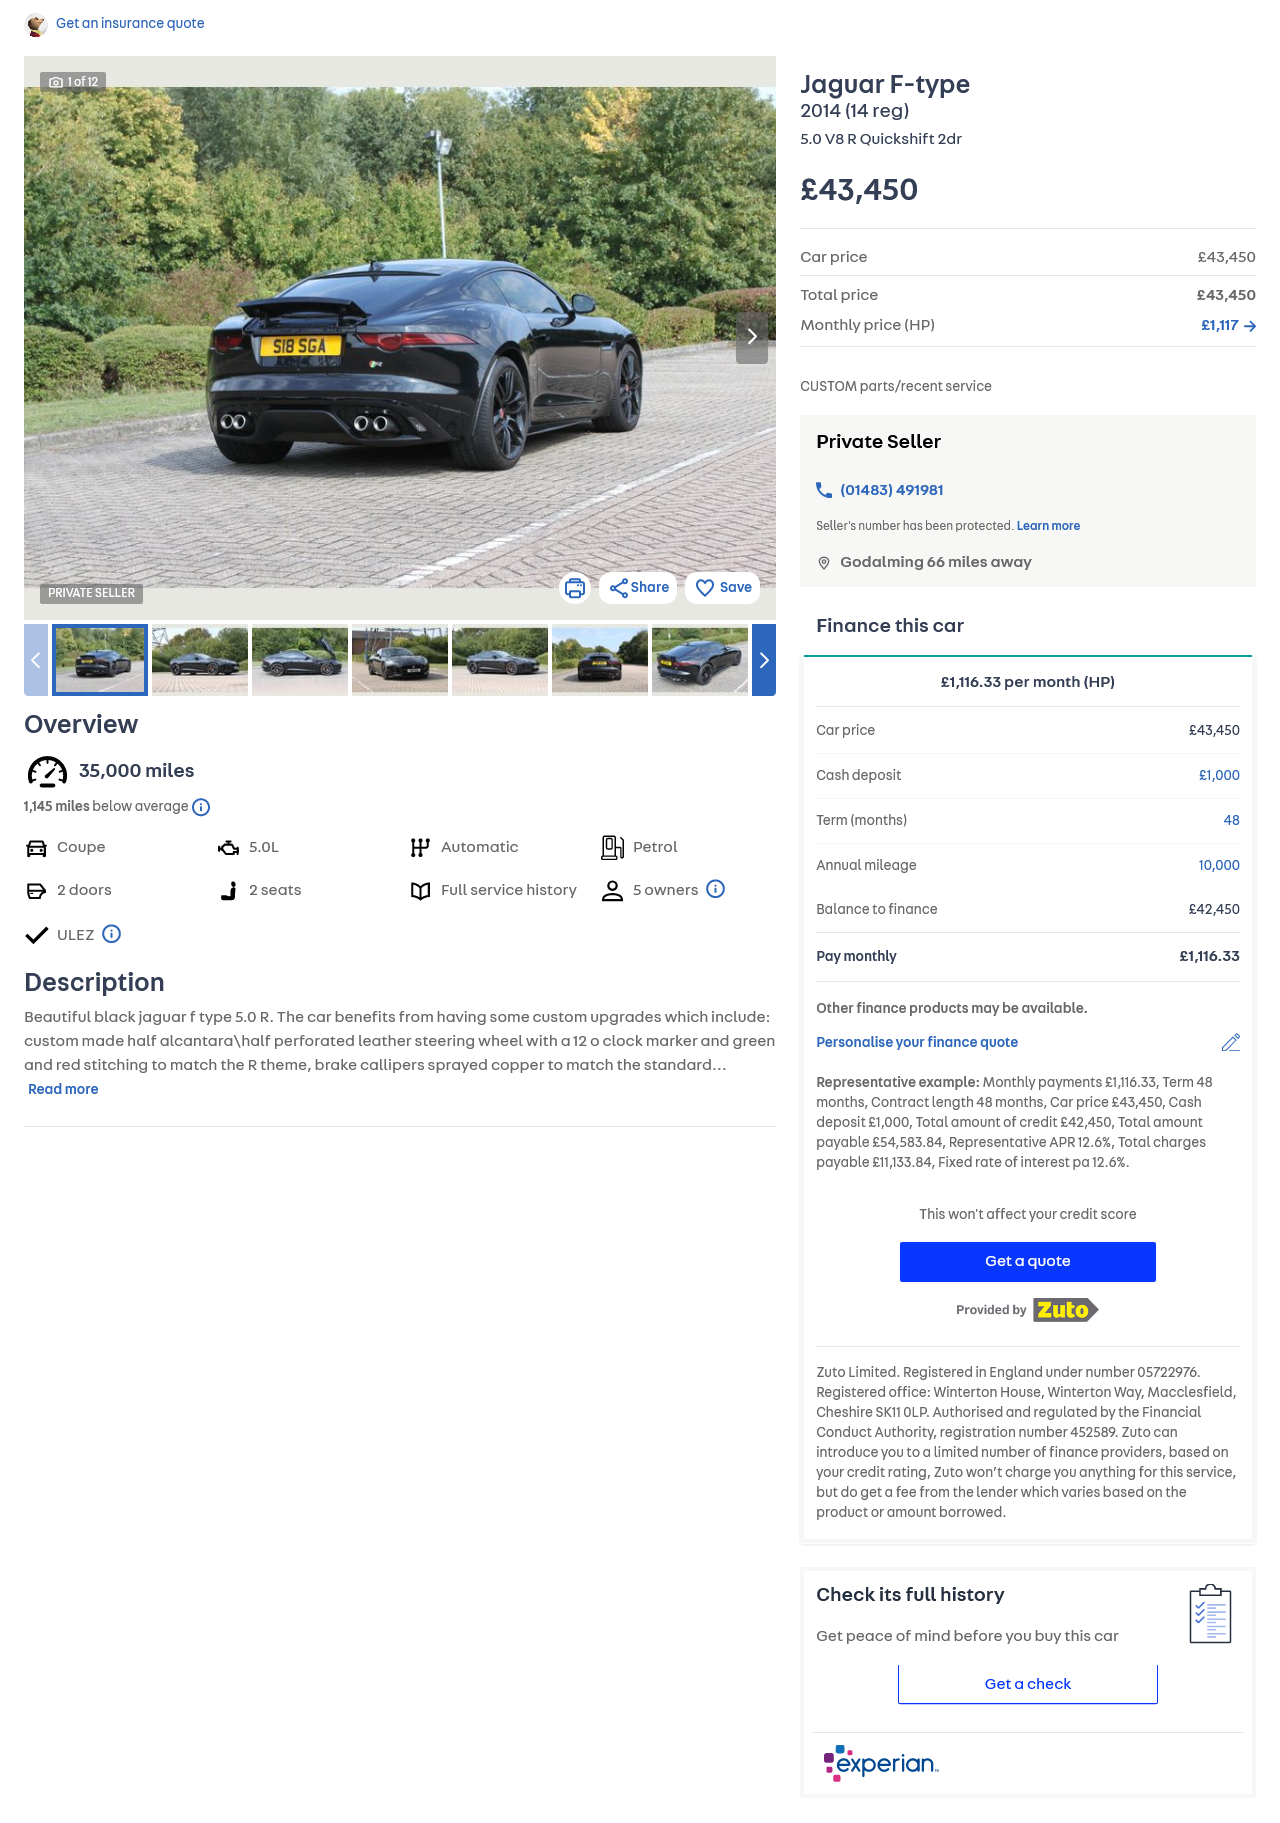 Get an insurance quote
1 of 12
S18 SGA
PRIVATE SELLER
Share
Save
Overview
35,000 miles
1,145 miles below average
Coupe
5.0L
Automatic
Petrol
2 doors
2 seats
Full service history
5 owners
ULEZ
Description
Beautiful black jaguar f type 5.0 R. The car benefits from having some custom upgrades which include:
custom made half alcantara\half perforated leather steering wheel with a 12 o clock marker and green
and red stitching to match the R theme, brake callipers sprayed copper to match the standard...
Read more
Jaguar F-type
2014 (14 reg)
5.0 V8 R Quickshift 2dr
£43,450
Car price £43,450
Total price £43,450
Monthly price (HP) £1,117
CUSTOM parts/recent service
Private Seller
(01483) 491981
Seller's number has been protected. Learn more
Godalming 66 miles away
Finance this car
£1,116.33 per month (HP)
Car price £43,450
Cash deposit £1,000
Term (months) 48
Annual mileage 10,000
Balance to finance £42,450
Pay monthly £1,116.33
Other finance products may be available.
Personalise your finance quote
Representative example: Monthly payments £1,116.33, Term 48
months, Contract length 48 months, Car price £43,450, Cash
deposit £1,000, Total amount of credit £42,450, Total amount
payable £54,583.84, Representative APR 12.6%, Total charges
payable £11,133.84, Fixed rate of interest pa 12.6%.
This won't affect your credit score
Get a quote
Provided by Zuto
Zuto Limited. Registered in England under number 05722976.
Registered office: Winterton House, Winterton Way, Macclesfield,
Cheshire SK11 0LP. Authorised and regulated by the Financial
Conduct Authority, registration number 452589. Zuto can
introduce you to a limited number of finance providers, based on
your credit rating, Zuto won't charge you anything for this service,
but do get a fee from the lender which varies based on the
product or amount borrowed.
Check its full history
Get peace of mind before you buy this car
Get a check
experian